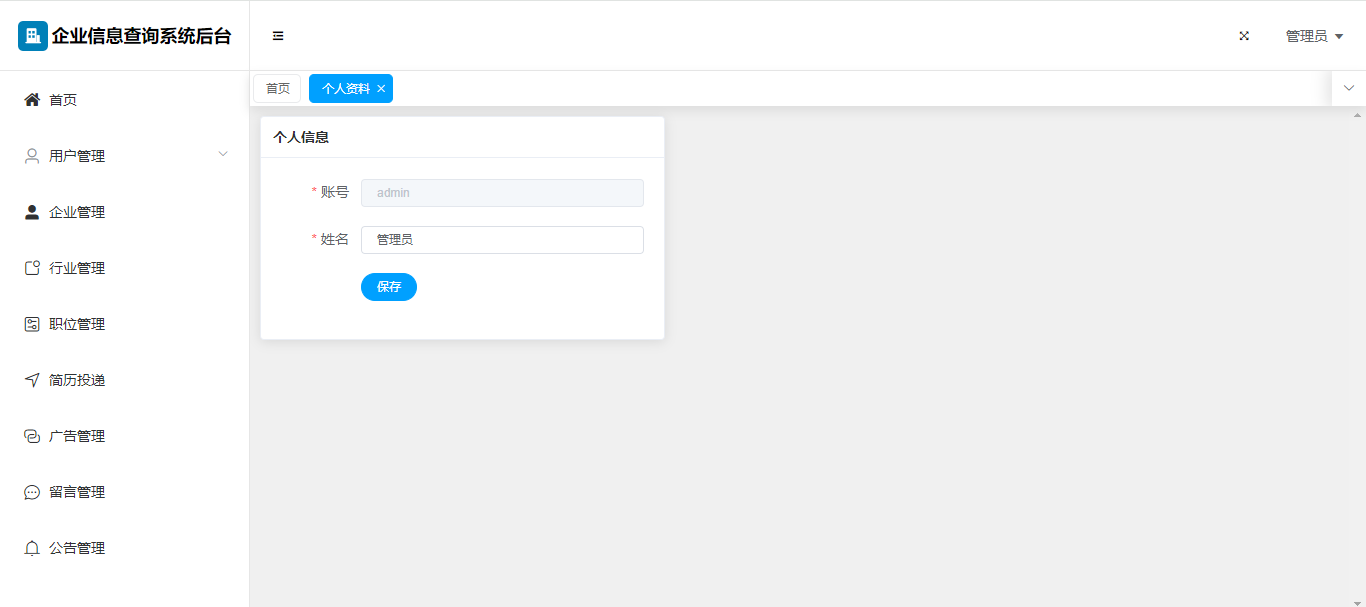 企业信息查询系统后台
管理员
首页
个人资料
首页
用户管理
企业管理
行业管理
职位管理
简历投递
广告管理
留言管理
公告管理
个人信息
* 账号
admin
* 姓名
管理员
保存